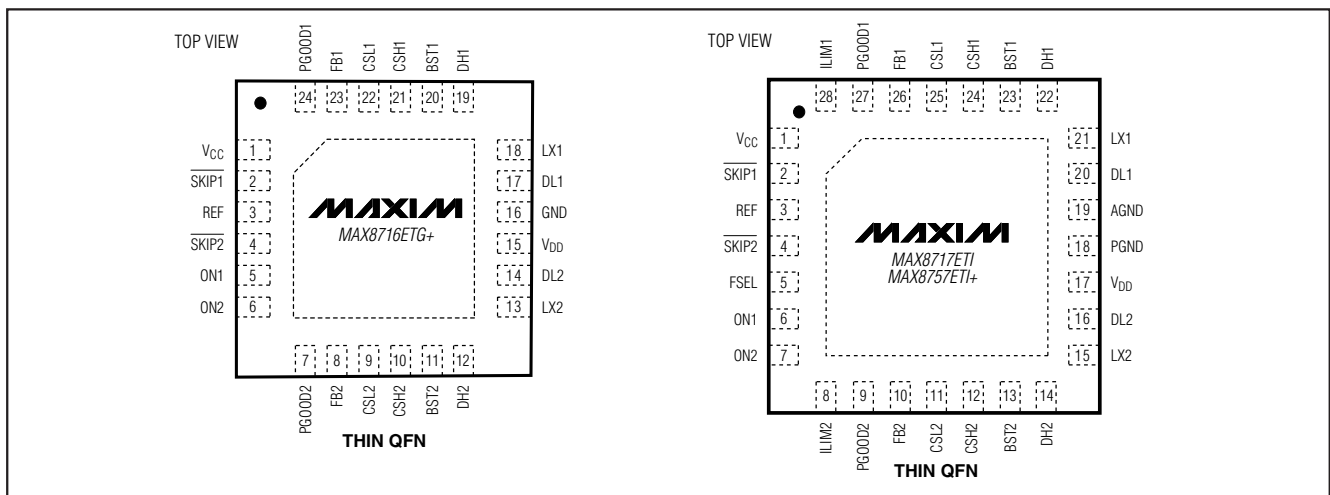 TOP VIEW
PGOOD1
FB1
CSL1
CSH1
BST1
DH1
24 23 22 21 20 19
VCC 1
SKIP1 2
REF 3
SKIP2 4
ON1 5
ON2 6
18 LX1
17 DL1
16 GND
15 VDD
14 DL2
13 LX2
MAXIM
MAX8716ETG+
7 8 9 10 11 12
PGOOD2
FB2
CSL2
CSH2
BST2
DH2
THIN QFN
TOP VIEW
ILIM1
PGOOD1
FB1
CSL1
CSH1
BST1
DH1
28 27 26 25 24 23 22
VCC 1
SKIP1 2
REF 3
SKIP2 4
FSEL 5
ON1 6
ON2 7
21 LX1
20 DL1
19 AGND
18 PGND
17 VDD
16 DL2
15 LX2
MAXIM
MAX8717ETI
MAX8757ETI+
8 9 10 11 12 13 14
ILIM2
PGOOD2
FB2
CSL2
CSH2
BST2
DH2
THIN QFN